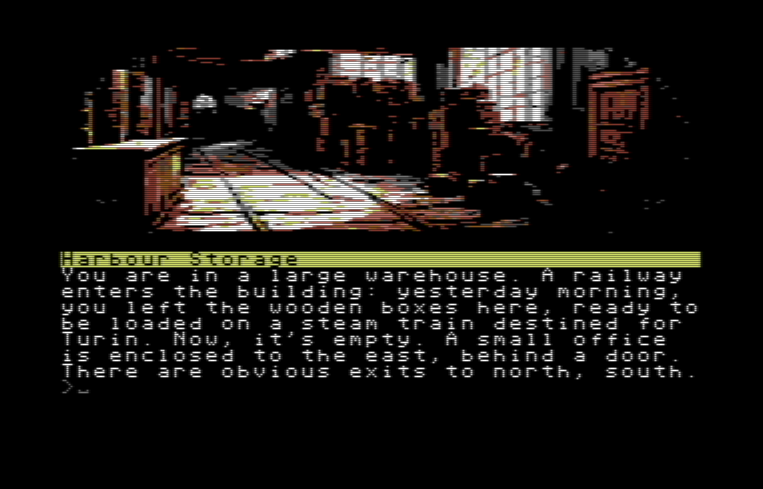 Harbour Storage
You are in a large warehouse. A railway
enters the building: yesterday morning,
you left the wooden boxes here, ready to
be loaded on a steam train destined for
Turin. Now, it's empty. A small office
is enclosed to the east, behind a door.
There are obvious exits to north, south.
>_